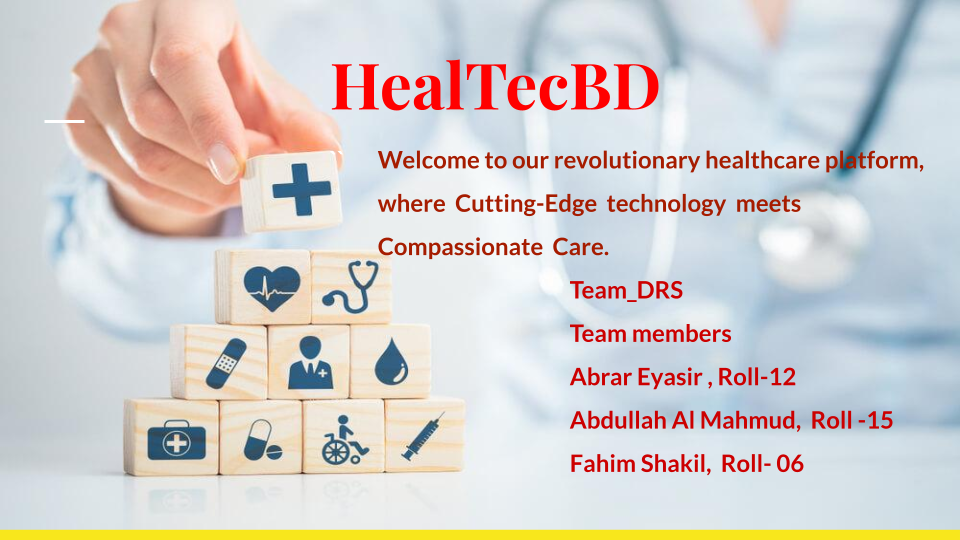 HealTecBD
Welcome to our revolutionary healthcare platform,
where Cutting-Edge technology meets
Compassionate Care.
Team_DRS
Team members
Abrar Eyasir , Roll-12
Abdullah Al Mahmud, Roll -15
Fahim Shakil, Roll- 06